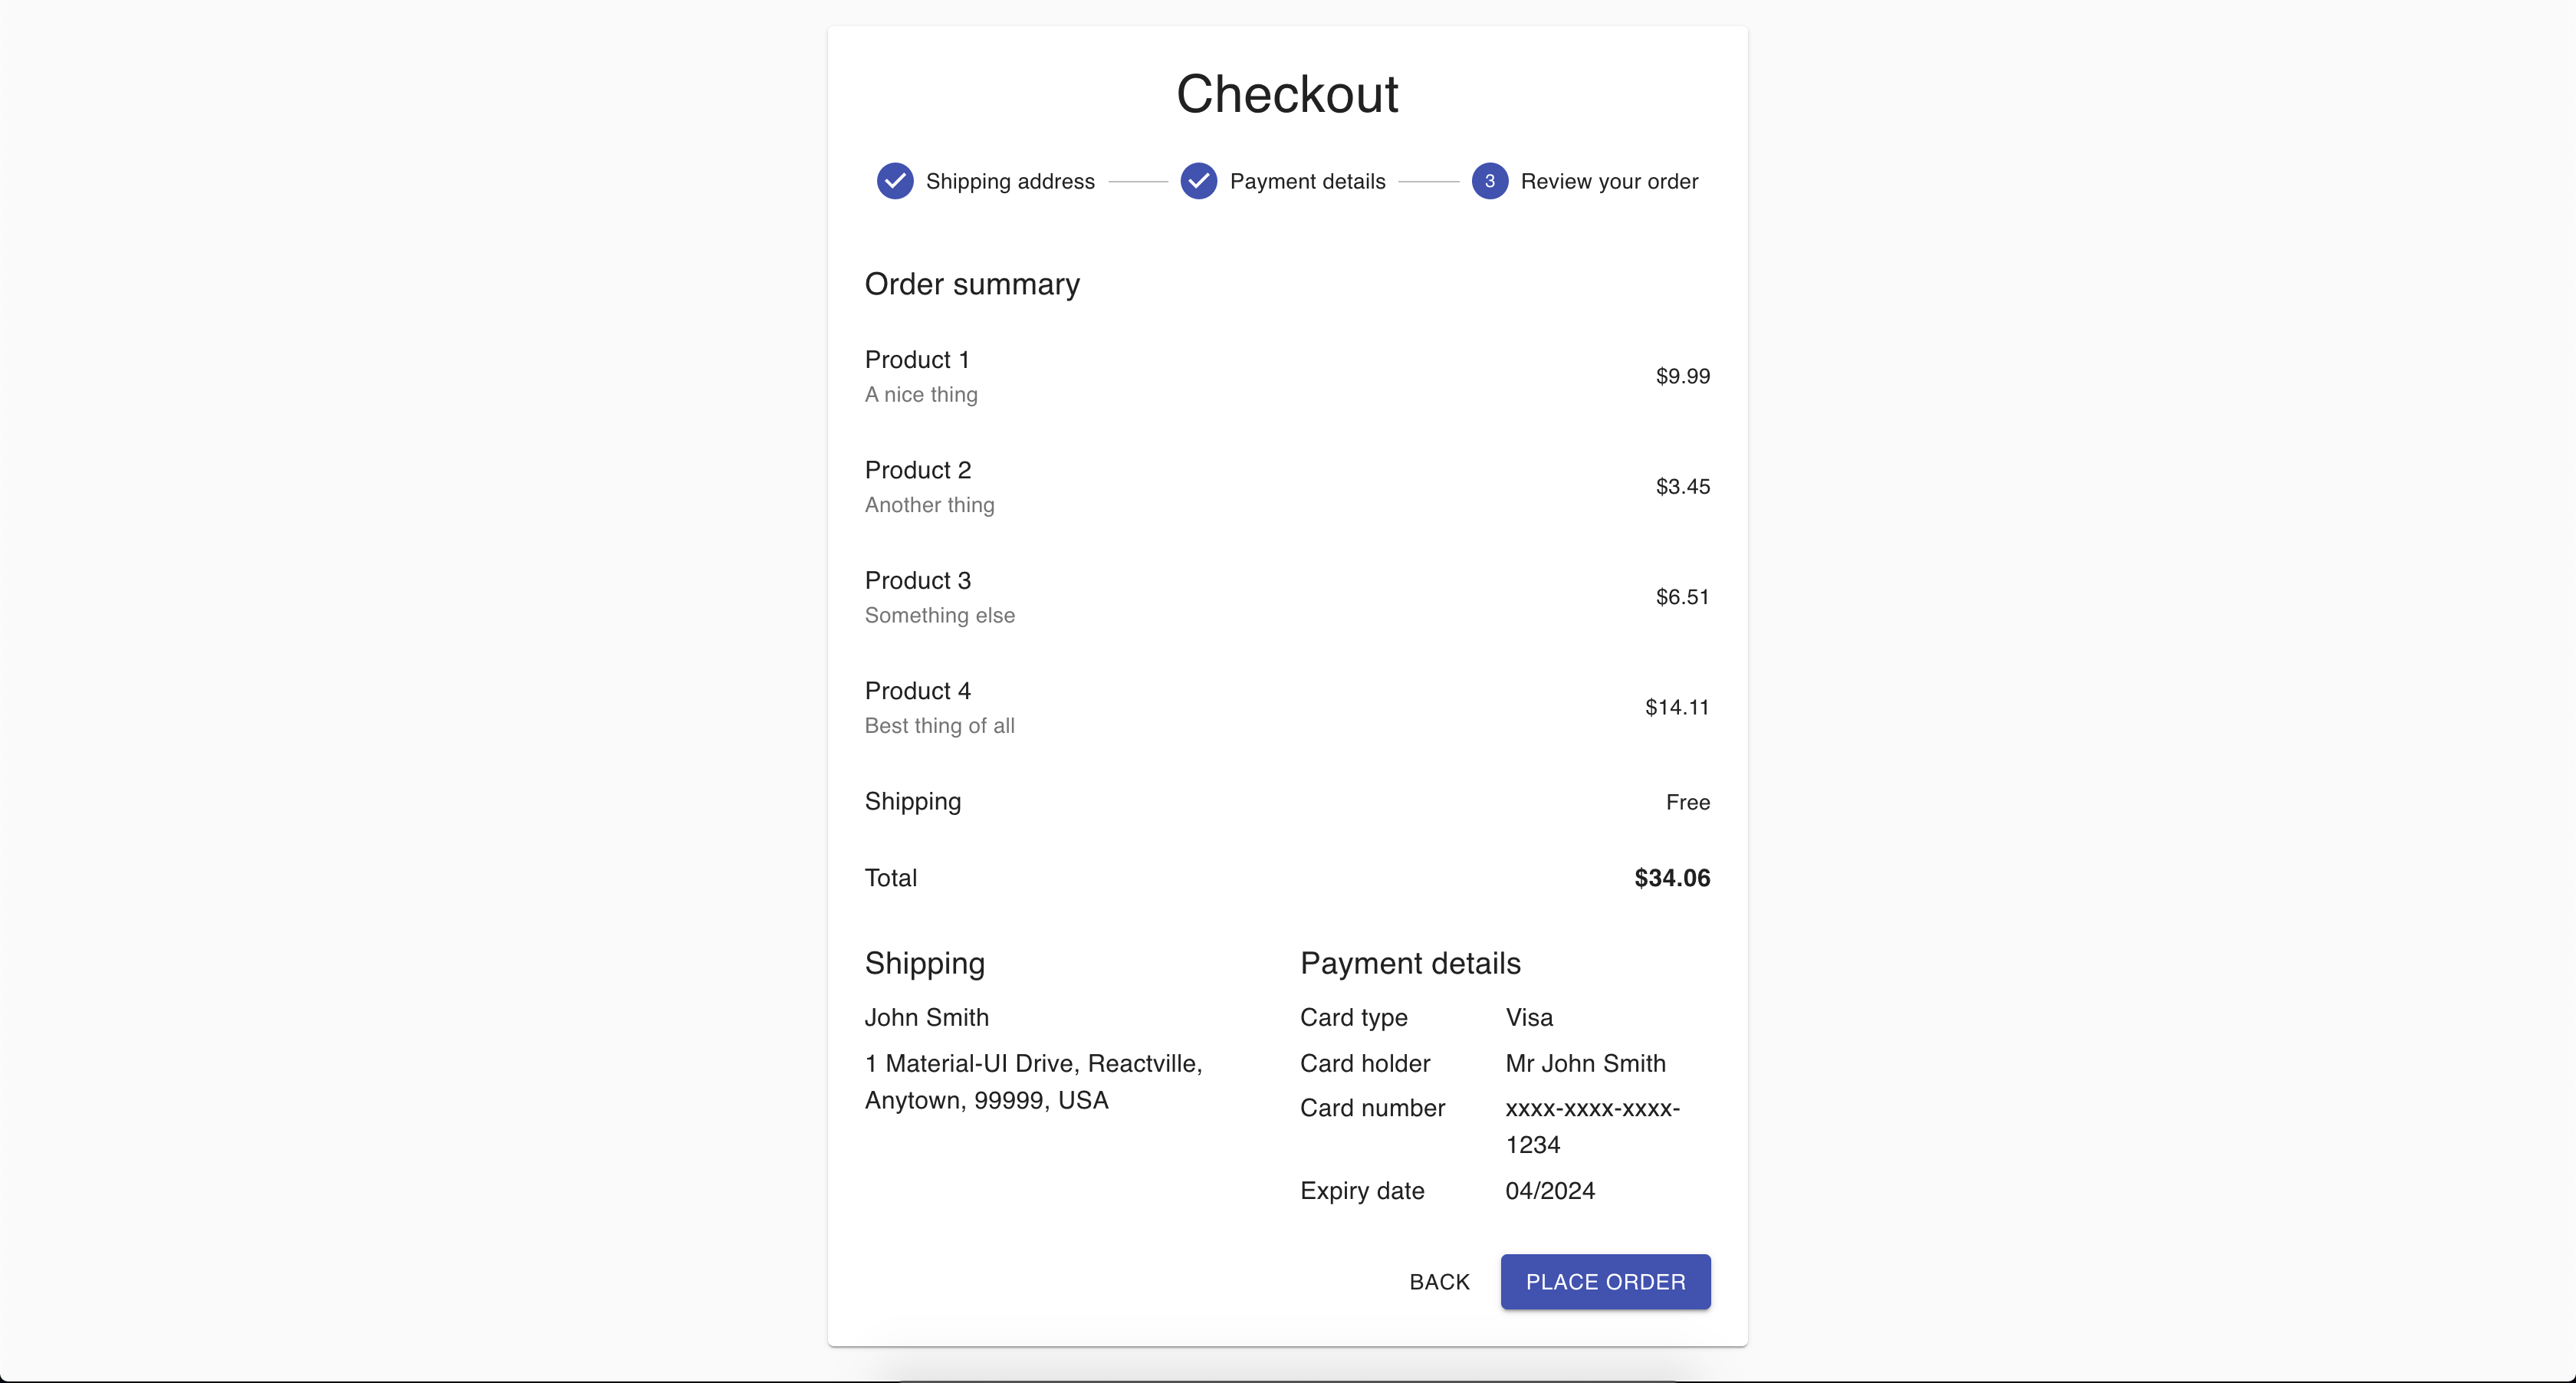 Checkout
Shipping address
Payment details
3 Review your order
Order summary
Product 1
A nice thing
$9.99
Product 2
Another thing
$3.45
Product 3
Something else
$6.51
Product 4
Best thing of all
$14.11
Shipping Free
Total $34.06
Shipping
John Smith
1 Material-UI Drive, Reactville,
Anytown, 99999, USA
Payment details
Card type Visa
Card holder Mr John Smith
Card number xxxx-xxxx-xxxx-
1234
Expiry date 04/2024
BACK PLACE ORDER